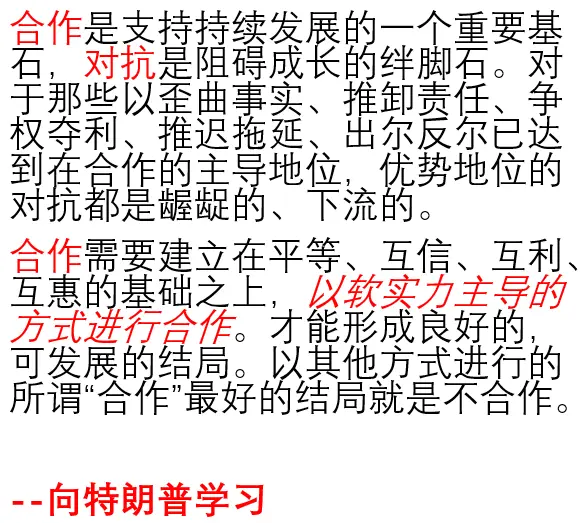 合作是支持持续发展的一个重要基
石，对抗是阻碍成长的绊脚石。对
于那些以歪曲事实、推卸责任、争
权夺利、推迟拖延、出尔反尔已达
到在合作的主导地位，优势地位的
对抗都是龌龊的、下流的。
合作需要建立在平等、互信、互利、
互惠的基础之上，以软实力主导的
方式进行合作。才能形成良好的，
可发展的结局。以其他方式进行的
所谓“合作”最好的结局就是不合作。
--向特朗普学习